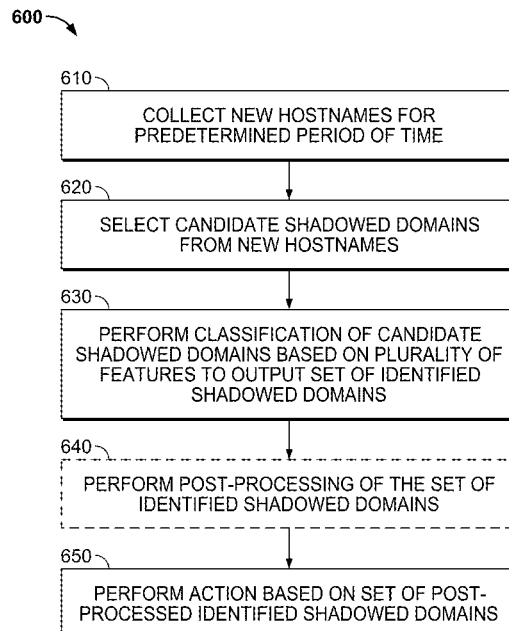 600
610
COLLECT NEW HOSTNAMES FOR
PREDETERMINED PERIOD OF TIME
620
SELECT CANDIDATE SHADOWED DOMAINS
FROM NEW HOSTNAMES
630
PERFORM CLASSIFICATION OF CANDIDATE
SHADOWED DOMAINS BASED ON PLURALITY OF
FEATURES TO OUTPUT SET OF IDENTIFIED
SHADOWED DOMAINS
640
PERFORM POST-PROCESSING OF THE SET OF
IDENTIFIED SHADOWED DOMAINS
650
PERFORM ACTION BASED ON SET OF POST-
PROCESSED IDENTIFIED SHADOWED DOMAINS